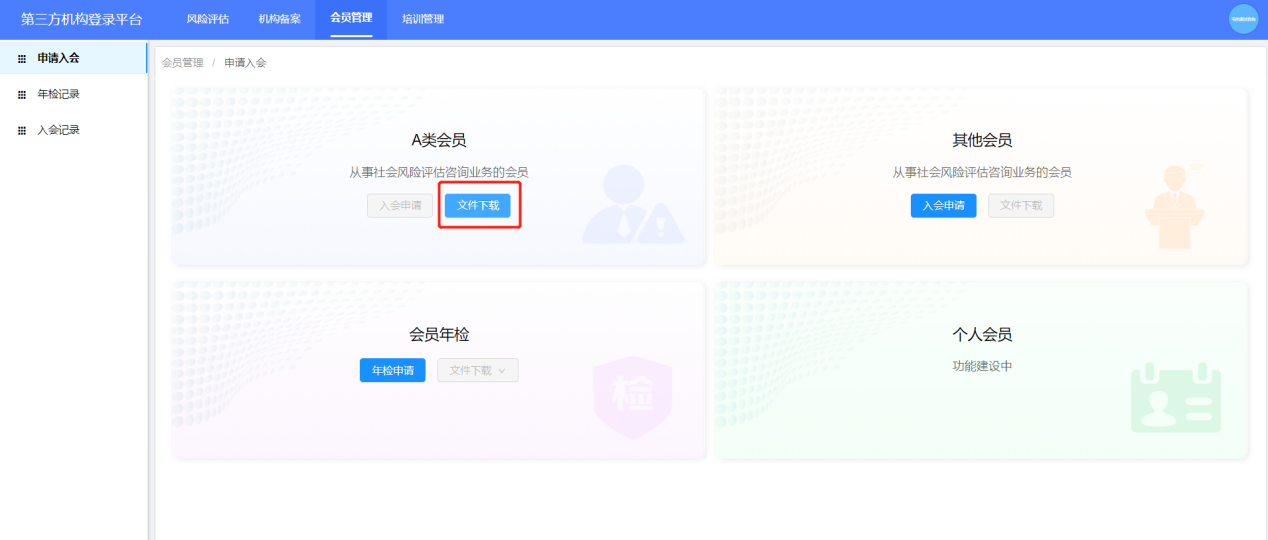 第三方机构登录平台 风险评估 机构备案 会员管理 培训管理
申请入会
年检记录
入会记录
会员管理 / 申请入会
A类会员
从事社会风险评估咨询业务的会员
入会申请 文件下载
其他会员
从事社会风险评估咨询业务的会员
入会申请 文件下载
会员年检
年检申请 文件下载
检
个人会员
功能建设中